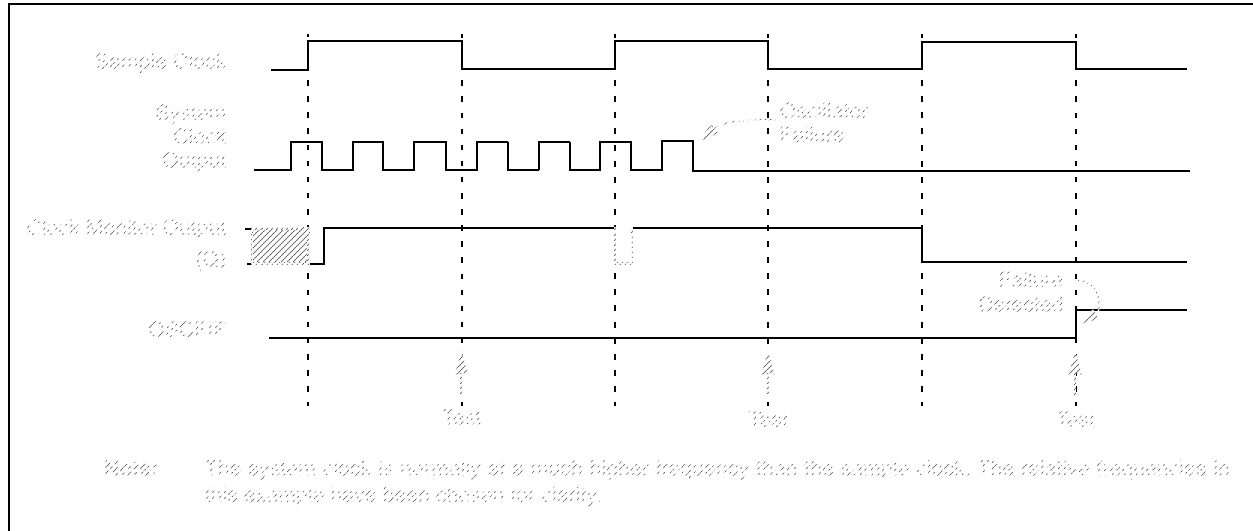 Sample Clock
System
Clock
Output
Oscillator
Failure
Clock Monitor Output
(Q)
Failure
Detected
OSCFIF
Test
Test
Test
Note: The system clock is normally at a much higher frequency than the sample clock. The relative frequencies in
this example have been chosen for clarity.